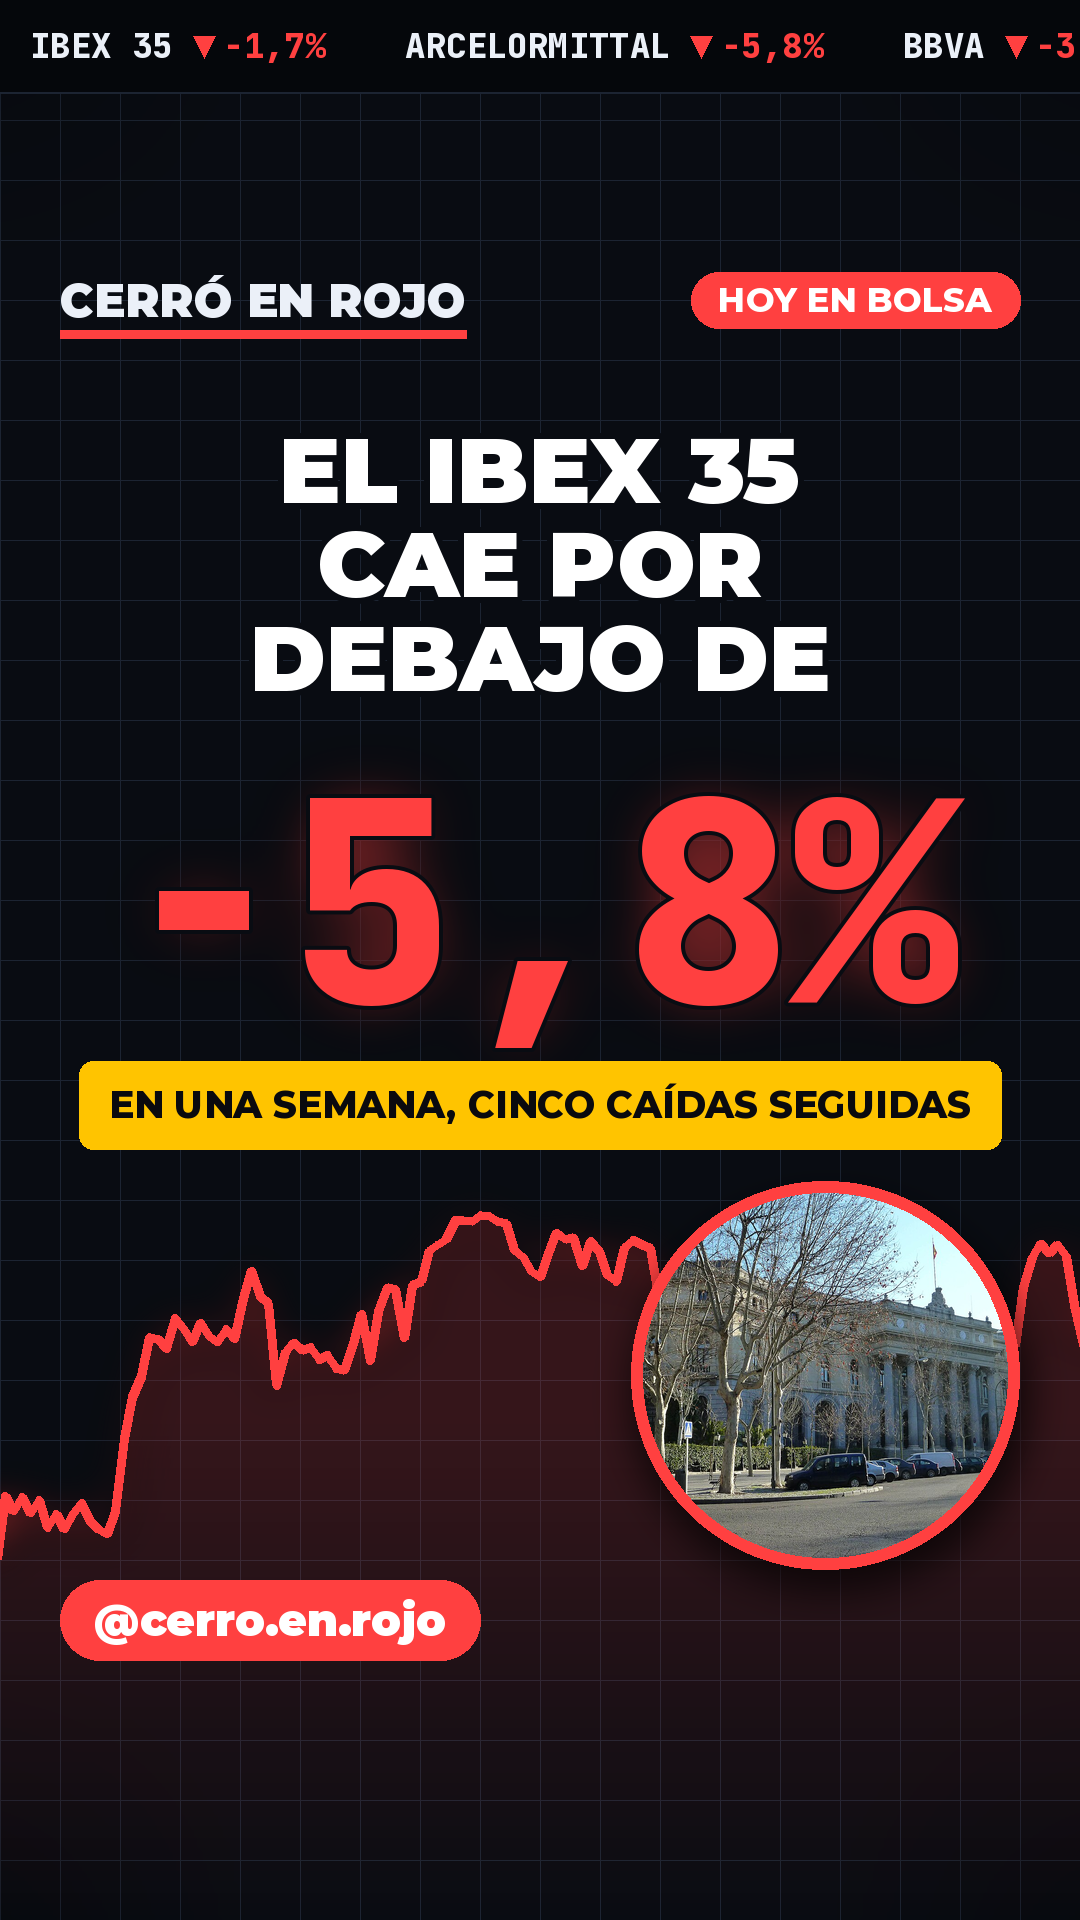 IBEX 35 ▼ -1,7% ARCELORMITTAL ▼ -5,8% BBVA ▼ -3
CERRÓ EN ROJO
HOY EN BOLSA
EL IBEX 35
CAE POR
DEBAJO DE
-5,8%
EN UNA SEMANA, CINCO CAÍDAS SEGUIDAS
@cerro.en.rojo